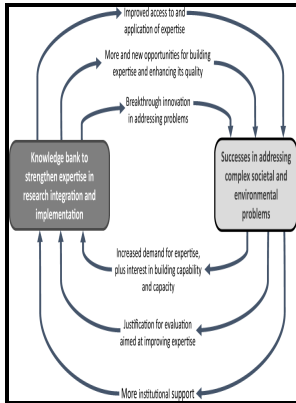 Improved access to and
application of expertise
More and new opportunities for building
expertise and enhancing its quality
Breakthrough innovation
in addressing problems
Knowledge bank to
strengthen expertise in
research integration and
implementation
Successes in addressing
complex societal and
environmental
problems
Increased demand for expertise,
plus interest in building capability
and capacity
Justification for evaluation
aimed at improving expertise
More institutional support